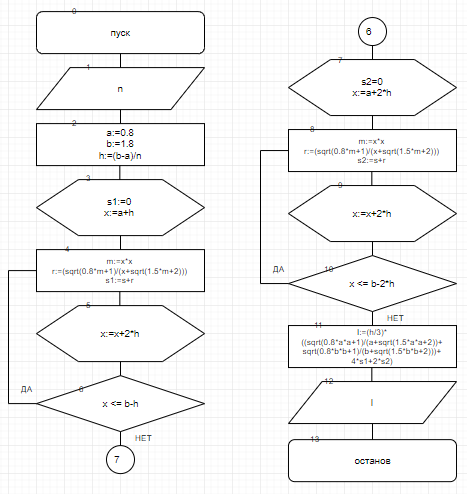 0
пуск
1
n
2
a:=0.8
b:=1.8
h:=(b-a)/n
3
s1:=0
x:=a+h
4
m:=x*x
r:=(sqrt(0.8*m+1)/(x+sqrt(1.5*m+2)))
s1:=s+r
5
x:=x+2*h
6
ДА
x <= b-h
НЕТ
7
6
7
s2=0
x:=a+2*h
8
m:=x*x
r:=(sqrt(0.8*m+1)/(x+sqrt(1.5*m+2)))
s2:=s+r
9
x:=x+2*h
10
ДА
x <= b-2*h
НЕТ
11
I:=(h/3)*
((sqrt(0.8*a*a+1)/(a+sqrt(1.5*a*a+2))+
sqrt(0.8*b*b+1)/(b+sqrt(1.5*b*b+2)))+
4*s1+2*s2)
12
I
13
останов